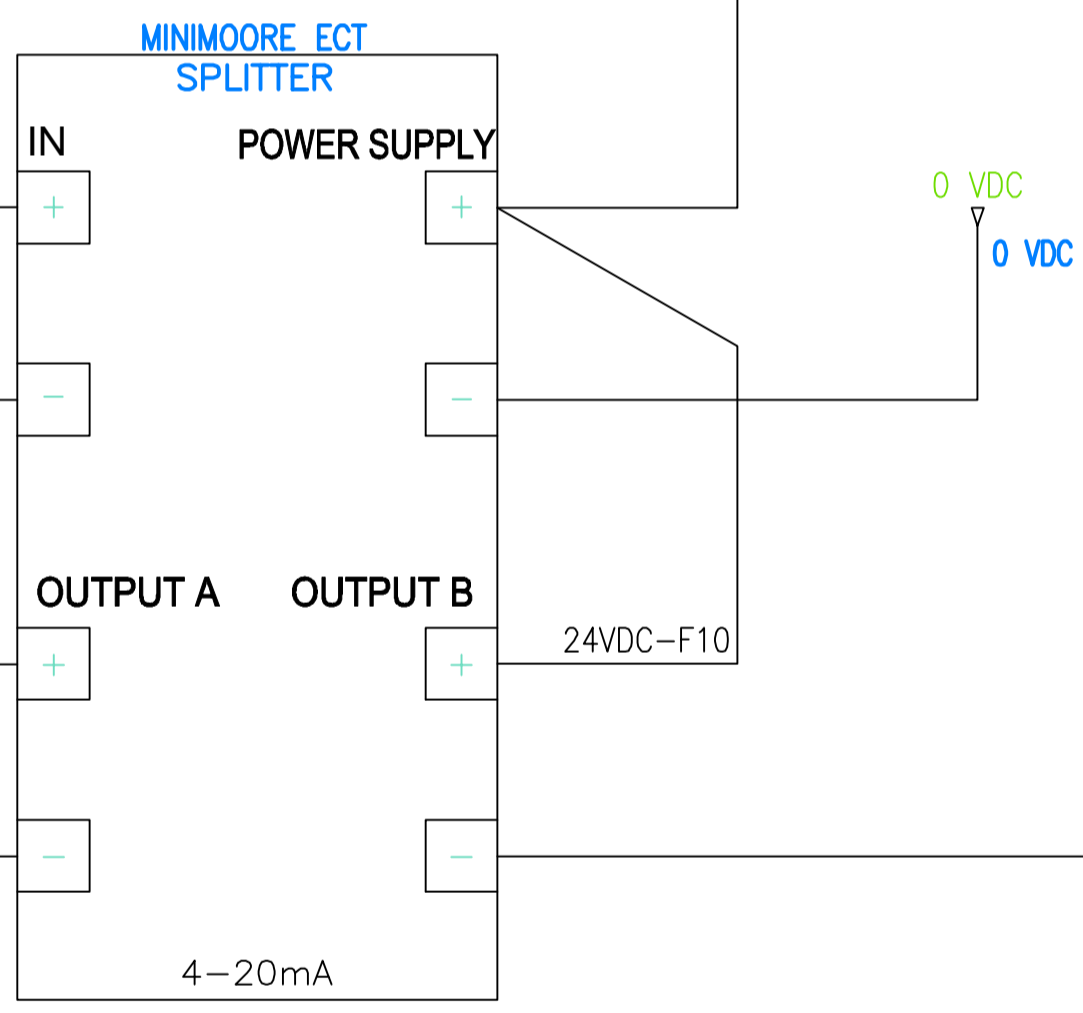 MINIMOORE ECT
SPLITTER
IN
POWER SUPPLY
+
+
0 VDC
0 VDC
-
-
OUTPUT A
OUTPUT B
24VDC-F10
+
+
-
-
4-20mA